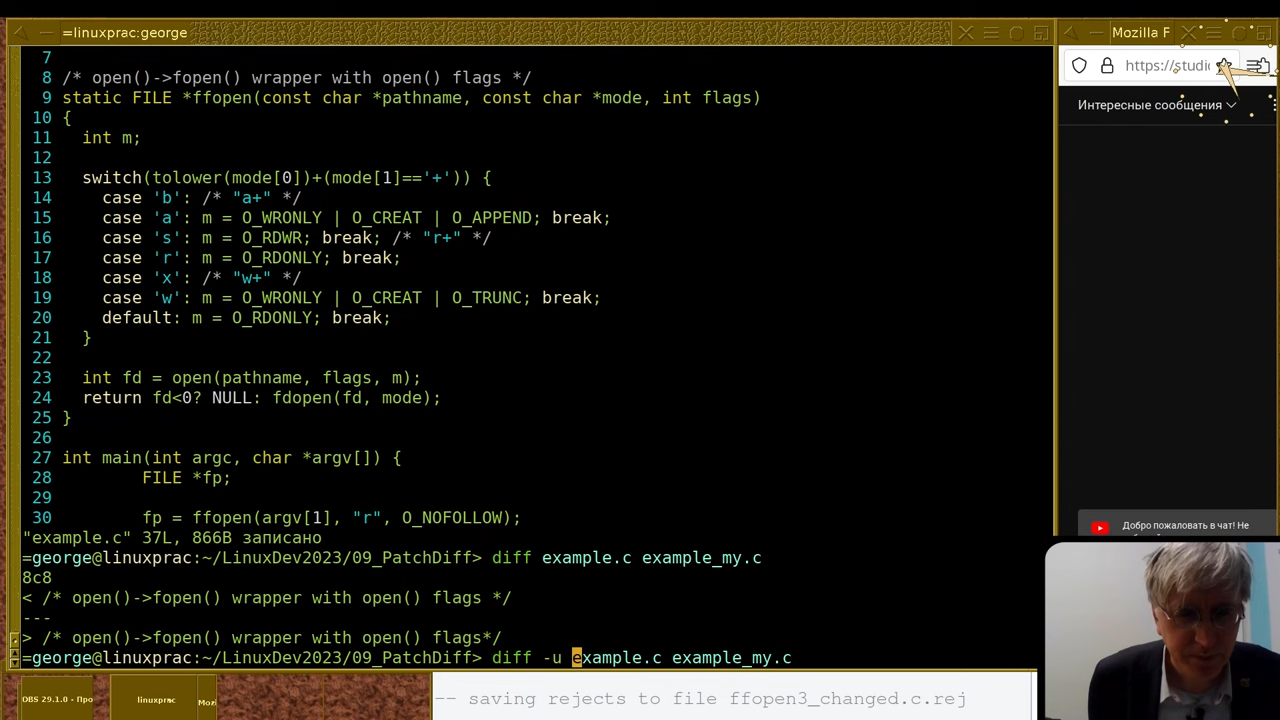 =linuxprac:george
Mozilla F
7
8 /* open()->fopen() wrapper with open() flags */
9 static FILE *ffopen(const char *pathname, const char *mode, int flags)
10 {
11   int m;
12
13   switch(tolower(mode[0])+(mode[1]=='+')) {
14     case 'b': /* "a+" */
15     case 'a': m = O_WRONLY | O_CREAT | O_APPEND; break;
16     case 's': m = O_RDWR; break; /* "r+" */
17     case 'r': m = O_RDONLY; break;
18     case 'x': /* "w+" */
19     case 'w': m = O_WRONLY | O_CREAT | O_TRUNC; break;
20     default: m = O_RDONLY; break;
21   }
22
23   int fd = open(pathname, flags, m);
24   return fd<0? NULL: fdopen(fd, mode);
25 }
26
27 int main(int argc, char *argv[]) {
28         FILE *fp;
29
30         fp = ffopen(argv[1], "r", O_NOFOLLOW);
"example.c" 37L, 866B записано
=george@linuxprac:~/LinuxDev2023/09_PatchDiff> diff example.c example_my.c
8c8
< /* open()->fopen() wrapper with open() flags */
---
> /* open()->fopen() wrapper with open() flags*/
=george@linuxprac:~/LinuxDev2023/09_PatchDiff> diff -u example.c example_my.c
https://studi
Интересные сообщения
Добро пожаловать в чат! Не
OBS 29.1.0 - Про
linuxprac
Moz
-- saving rejects to file ffopen3_changed.c.rej